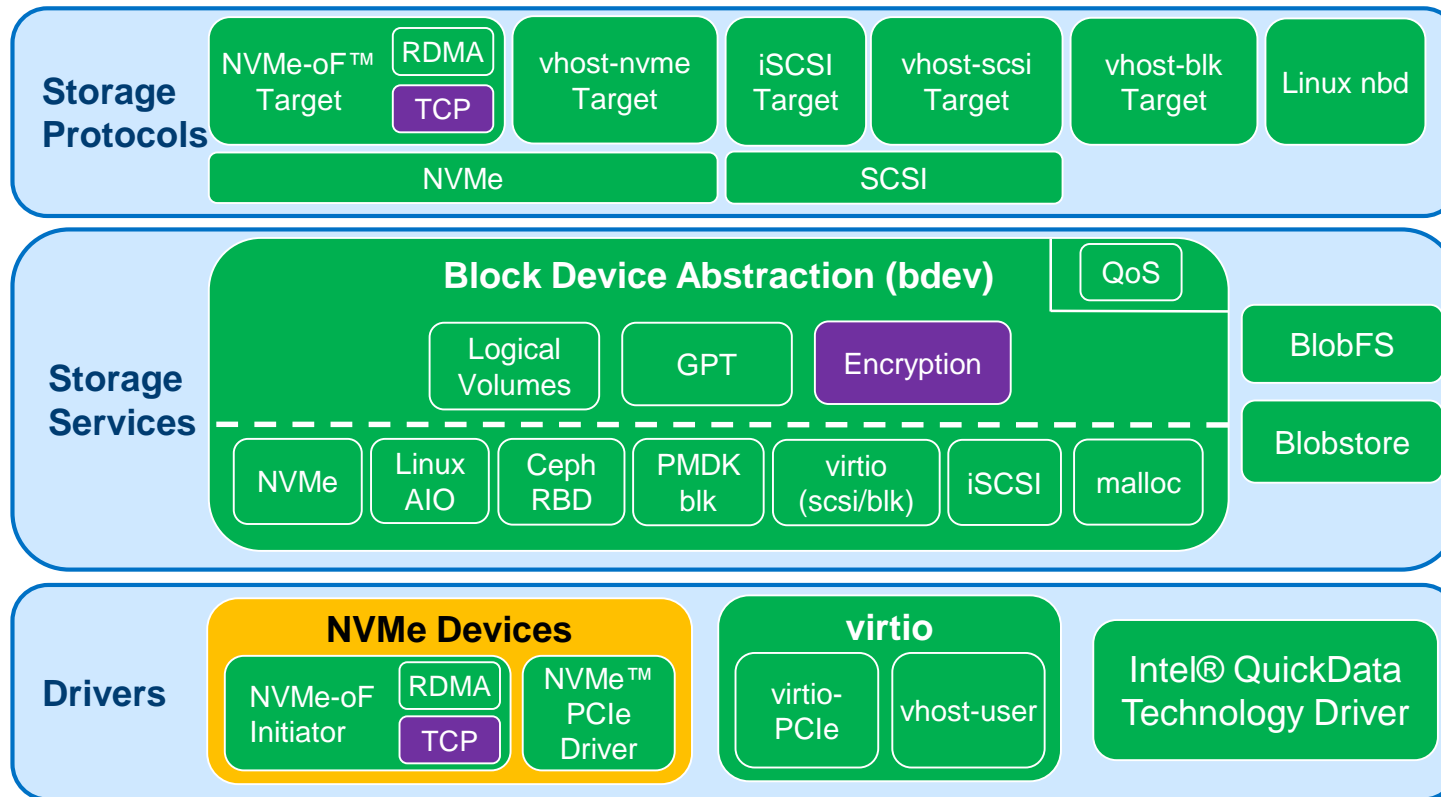 Storage
Protocols
NVMe-oF™
Target
RDMA
TCP
vhost-nvme
Target
iSCSI
Target
vhost-scsi
Target
vhost-blk
Target
Linux nbd
NVMe
SCSI
Storage
Services
Block Device Abstraction (bdev)
QoS
Logical
Volumes
GPT
Encryption
NVMe
Linux
AIO
Ceph
RBD
PMDK
blk
virtio
(scsi/blk)
iSCSI
malloc
BlobFS
Blobstore
Drivers
NVMe Devices
NVMe-oF
Initiator
RDMA
TCP
NVMe™
PCIe
Driver
virtio
virtio-
PCIe
vhost-user
Intel® QuickData
Technology Driver